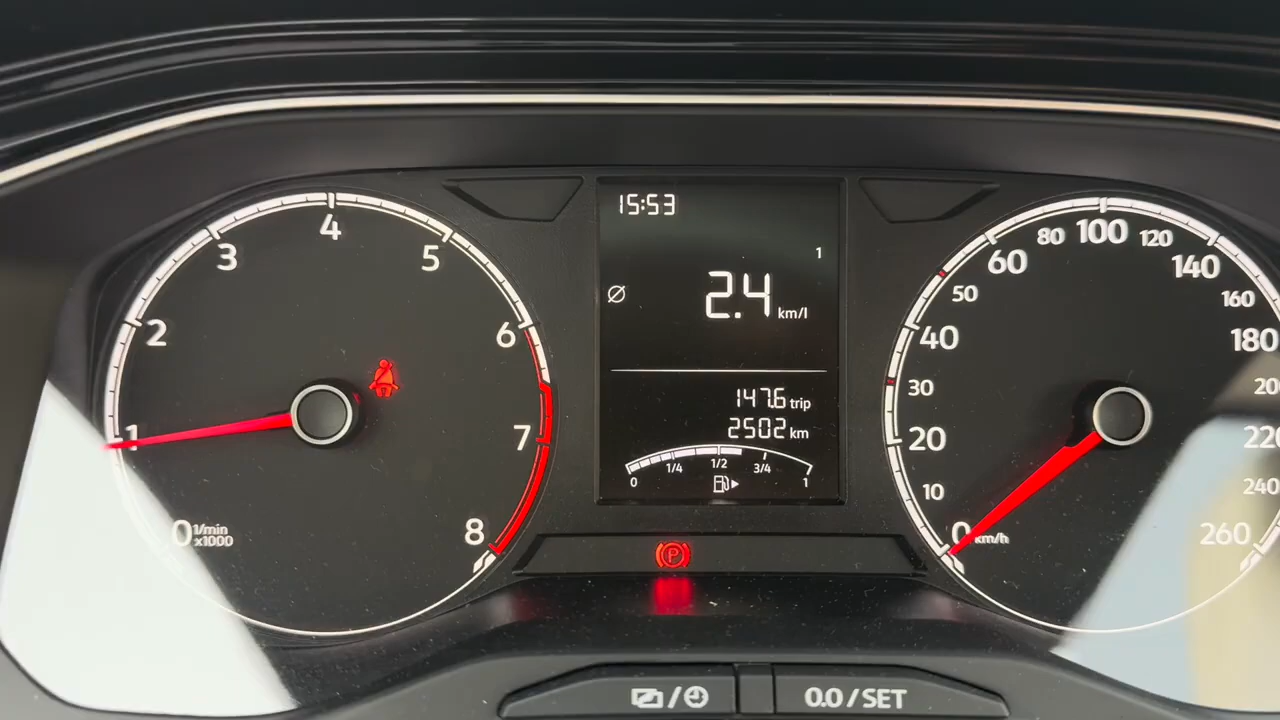 15:53
1
Ø 2.4 km/l
147.6 trip
2502 km
0 1/4 1/2 3/4 1
0 1 2 3 4 5 6 7 8
1/min
x1000
0 10 20 30 40 50 60 80 100 120 140 160 180 20 220 240 260
km/h
P
/
0.0 / SET